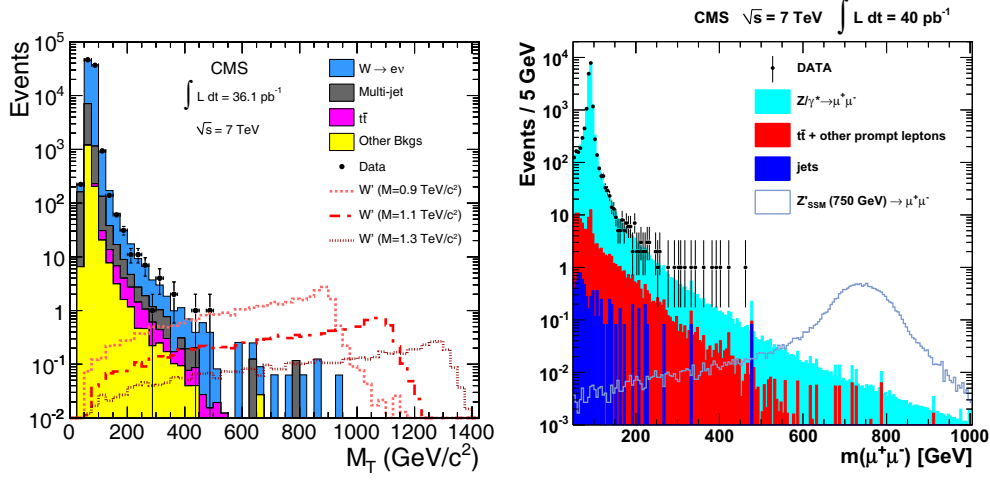 CMS
∫ L dt = 36.1 pb⁻¹
√s = 7 TeV
W → eν
Multi-jet
tt̄
Other Bkgs
Data
W' (M=0.9 TeV/c²)
W' (M=1.1 TeV/c²)
W' (M=1.3 TeV/c²)
Events
10⁵
10⁴
10³
10²
10
1
10⁻¹
10⁻²
0 200 400 600 800 1000 1200 1400
M_T (GeV/c²)
CMS √s = 7 TeV ∫ L dt = 40 pb⁻¹
DATA
Z/γ*→μ⁺μ⁻
tt̄ + other prompt leptons
jets
Z'_SSM (750 GeV) → μ⁺μ⁻
Events / 5 GeV
10⁴
10³
10²
10
1
10⁻¹
10⁻²
10⁻³
200 400 600 800 1000
m(μ⁺μ⁻) [GeV]